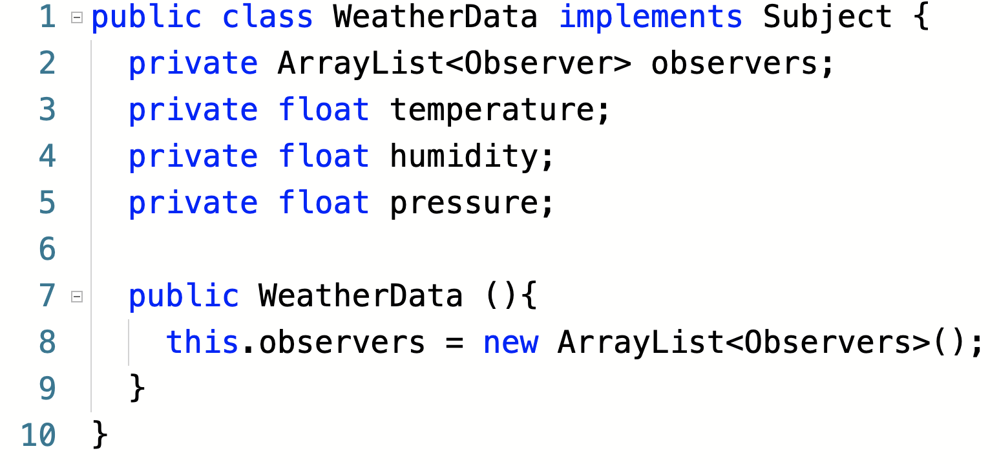 1 public class WeatherData implements Subject {
2 private ArrayList<Observer> observers;
3 private float temperature;
4 private float humidity;
5 private float pressure;
6
7 public WeatherData (){
8 this.observers = new ArrayList<Observers>();
9 }
10 }